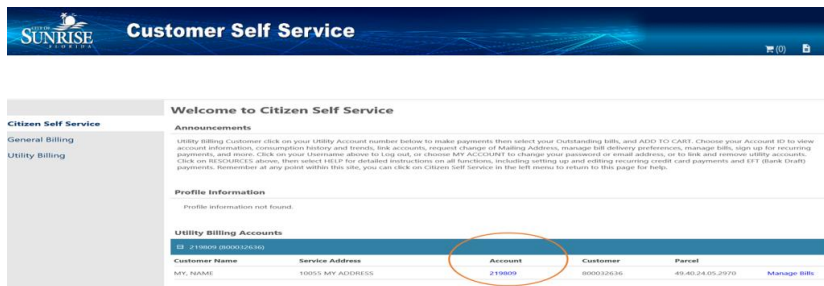 CITY OF
SUNRISE
FLORIDA
Customer Self Service
(0)
Welcome to Citizen Self Service
Citizen Self Service
General Billing
Utility Billing
Announcements
Utility Billing Customer click on your Utility Account number below to make payments then select your Outstanding bills, and ADD TO CART. Choose your Account ID to view
account information, consumption history and trends, link accounts, request change of Mailing Address, manage bill delivery preferences, manage bills, sign up for recurring
payments, and more. Click on your Username above to Log out, or choose MY ACCOUNT to change your password or email address, or to link and remove utility accounts.
Click on RESOURCES above, then select HELP for detailed instructions on all functions, including setting up and editing recurring credit card payments and EFT (Bank Draft)
payments. Remember at any point within this site, you can click on Citizen Self Service in the left menu to return to this page for help.
Profile Information
Profile information not found.
Utility Billing Accounts
219809 (800032636)
Customer Name Service Address Account Customer Parcel
MY, NAME 10055 MY ADDRESS 219809 800032636 49.40.24.05.2970 Manage Bills